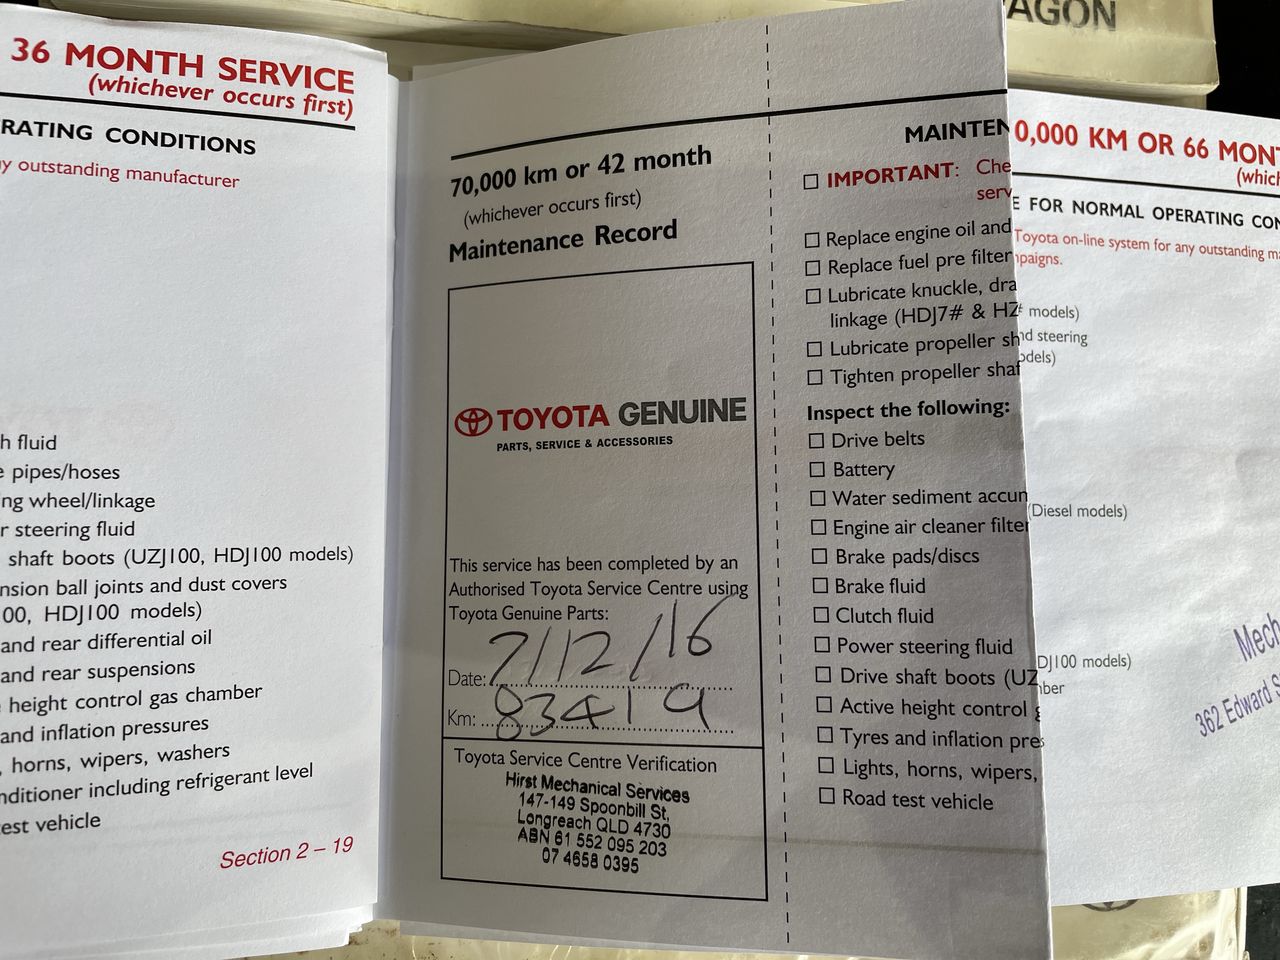 AGON
36 MONTH SERVICE
(whichever occurs first)
RATING CONDITIONS
y outstanding manufacturer
h fluid
e pipes/hoses
ng wheel/linkage
r steering fluid
shaft boots (UZJ100, HDJ100 models)
nsion ball joints and dust covers
00, HDJ100 models)
and rear differential oil
and rear suspensions
height control gas chamber
and inflation pressures
, horns, wipers, washers
nditioner including refrigerant level
est vehicle
Section 2 – 19
70,000 km or 42 month
(whichever occurs first)
Maintenance Record
TOYOTA GENUINE
PARTS, SERVICE & ACCESSORIES
This service has been completed by an
Authorised Toyota Service Centre using
Toyota Genuine Parts:
Date: 7/12/16
Km: 83419
Toyota Service Centre Verification
Hirst Mechanical Services
147-149 Spoonbill St,
Longreach QLD 4730
ABN 61 552 095 203
07 4658 0395
MAINTEN
IMPORTANT: Che
serv
Replace engine oil and
Replace fuel pre filter
Lubricate knuckle, dra
linkage (HDJ7# & HZ
Lubricate propeller sh
Tighten propeller shaf
Inspect the following:
Drive belts
Battery
Water sediment accum
Engine air cleaner filter
Brake pads/discs
Brake fluid
Clutch fluid
Power steering fluid
Drive shaft boots (UZ
Active height control g
Tyres and inflation pre
Lights, horns, wipers,
Road test vehicle
0,000 KM OR 66 MONT
(which
E FOR NORMAL OPERATING CON
Toyota on-line system for any outstanding ma
paigns.
models)
nd steering
odels)
(Diesel models)
DJ100 models)
mber
Mech
362 Edward S